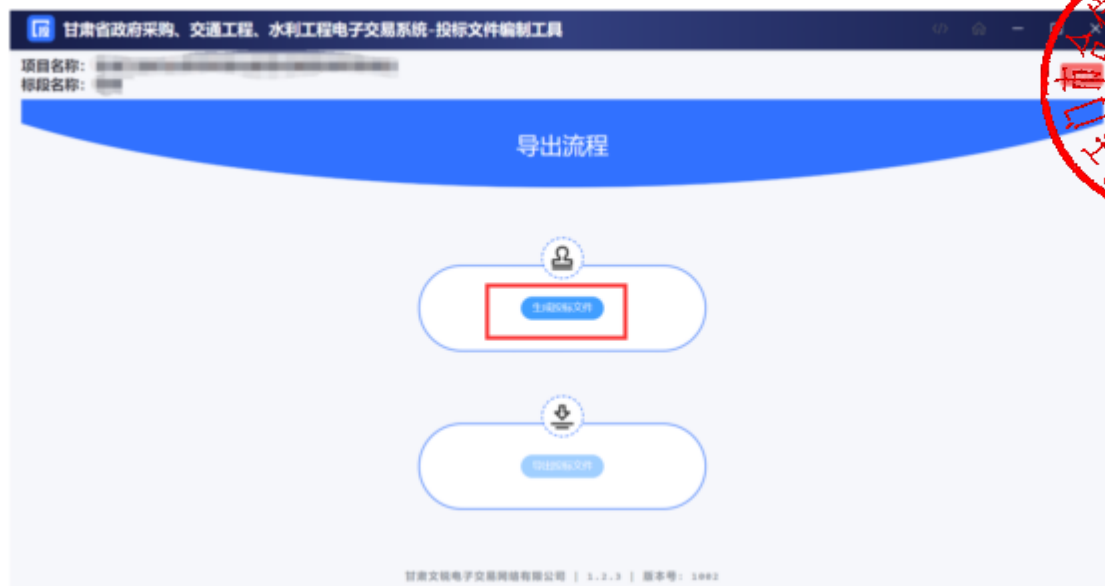 甘肃省政府采购、交通工程、水利工程电子交易系统-投标文件编制工具
项目名称：
标段名称：
导出流程
生成投标文件
导出投标文件
甘肃文锐电子交易网络有限公司 | 1.2.3 | 版本号: 1002